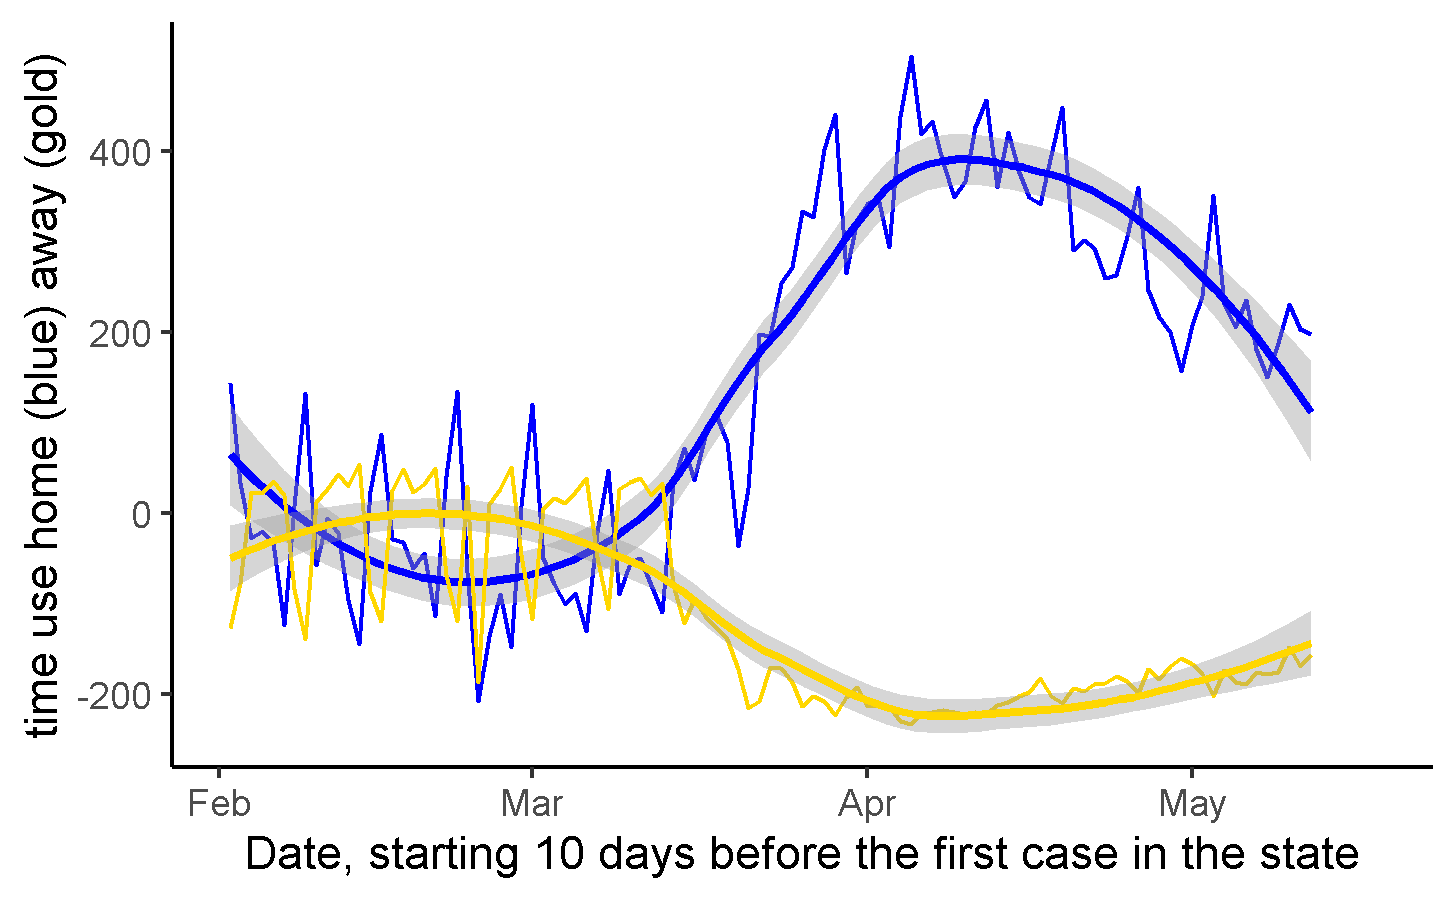 time use home (blue) away (gold)
400
200
0
-200
Feb
Mar
Apr
May
Date, starting 10 days before the first case in the state